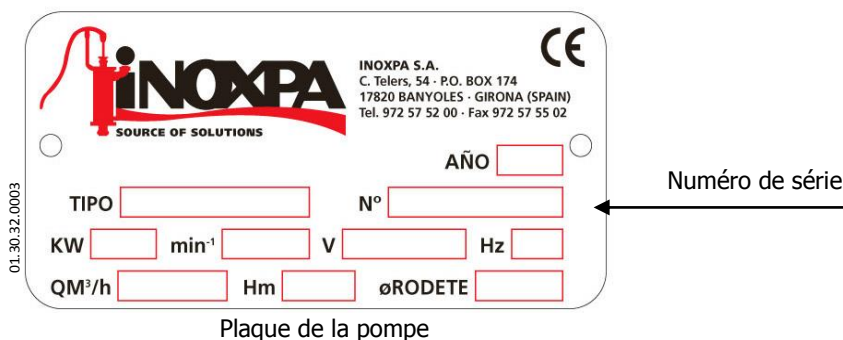 iNOXPA
SOURCE OF SOLUTIONS
INOXPA S.A.
C. Telers, 54 · P.O. BOX 174
17820 BANYOLES · GIRONA (SPAIN)
Tel. 972 57 52 00 · Fax 972 57 55 02
CE
AÑO
TIPO Nº
Numéro de série
KW min-¹ V Hz
QM³/h Hm øRODETE
01.30.32.0003
Plaque de la pompe